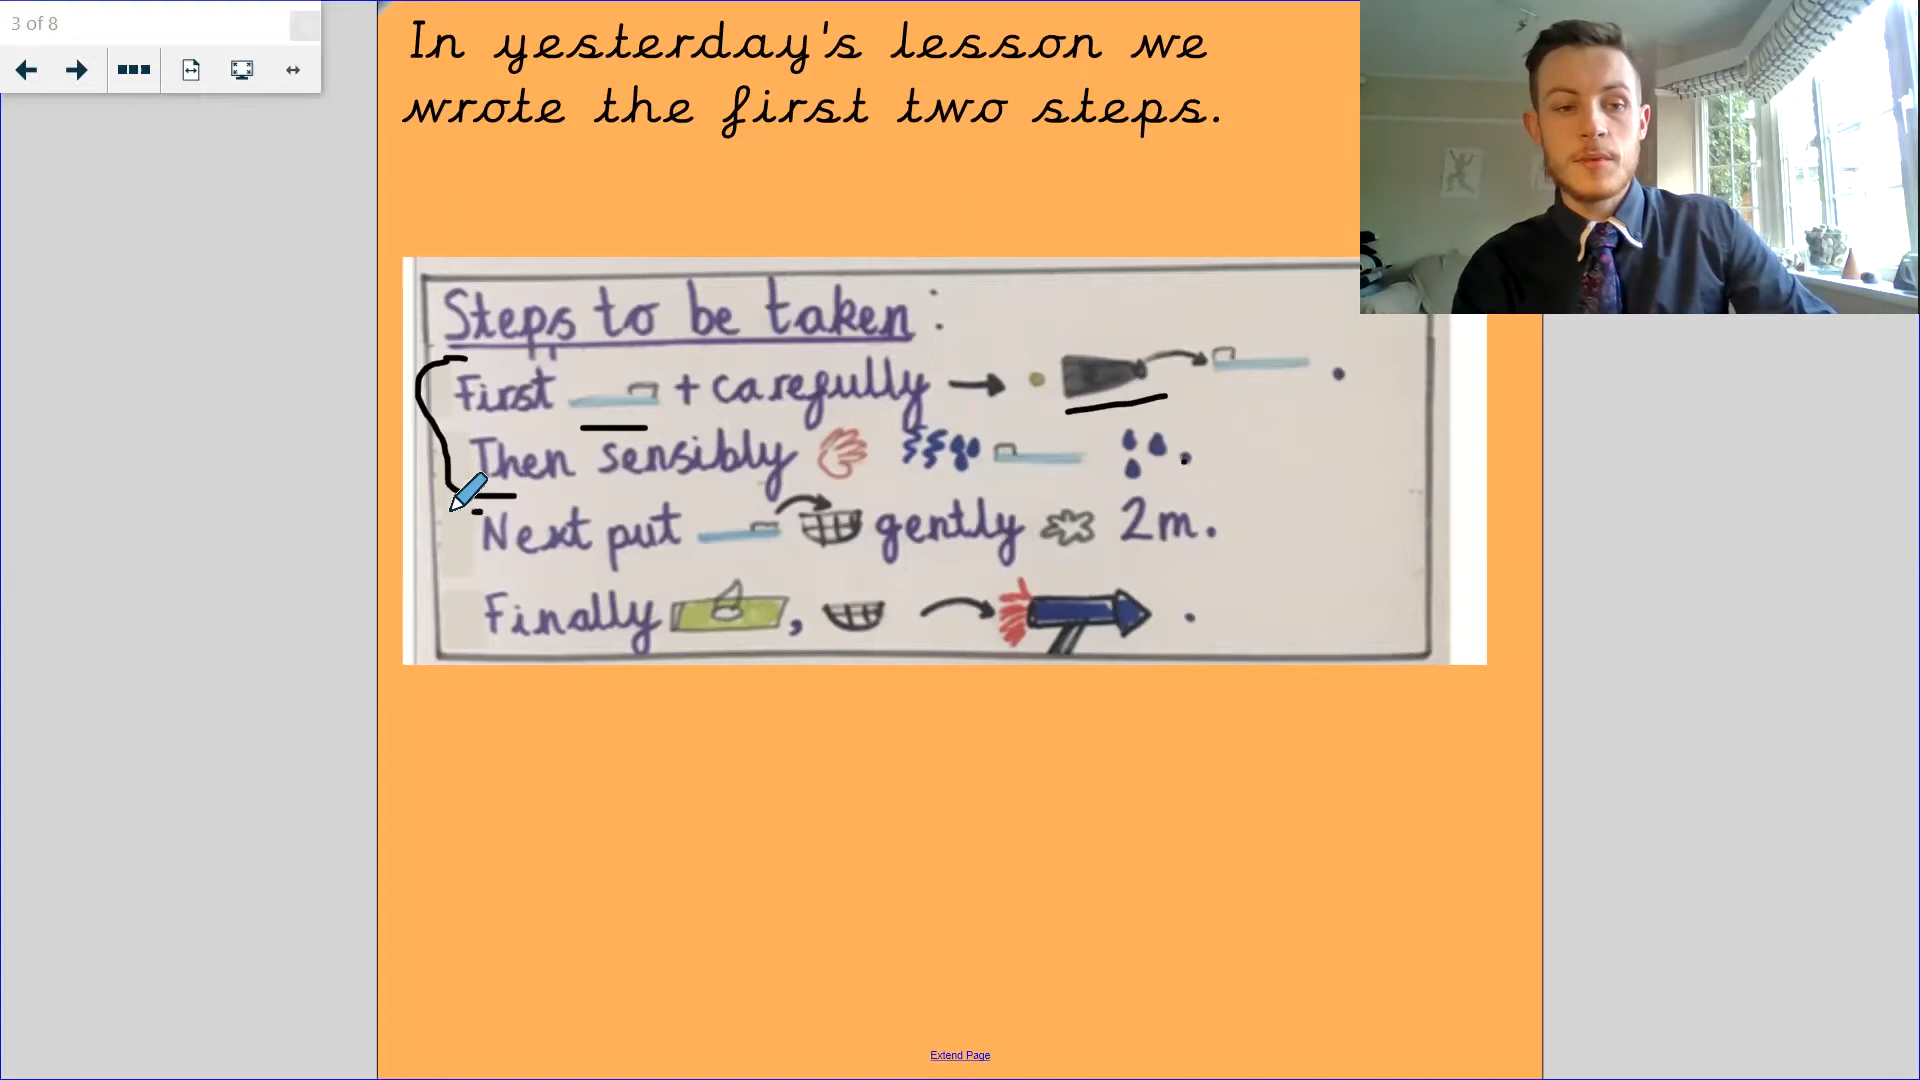 3 of 8
In yesterday's lesson we
wrote the first two steps.
Steps to be taken:
First + carefully .
Then sensibly .
Next put gently 2m.
Finally , .
Extend Page